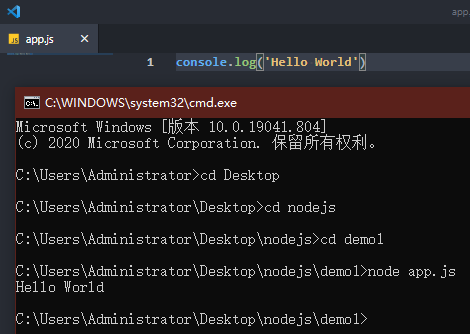 app.
JS app.js ×
1 console.log('Hello World')
C:\WINDOWS\system32\cmd.exe
Microsoft Windows [版本 10.0.19041.804]
(c) 2020 Microsoft Corporation. 保留所有权利。
C:\Users\Administrator>cd Desktop
C:\Users\Administrator\Desktop>cd nodejs
C:\Users\Administrator\Desktop\nodejs>cd demo1
C:\Users\Administrator\Desktop\nodejs\demo1>node app.js
Hello World
C:\Users\Administrator\Desktop\nodejs\demo1>